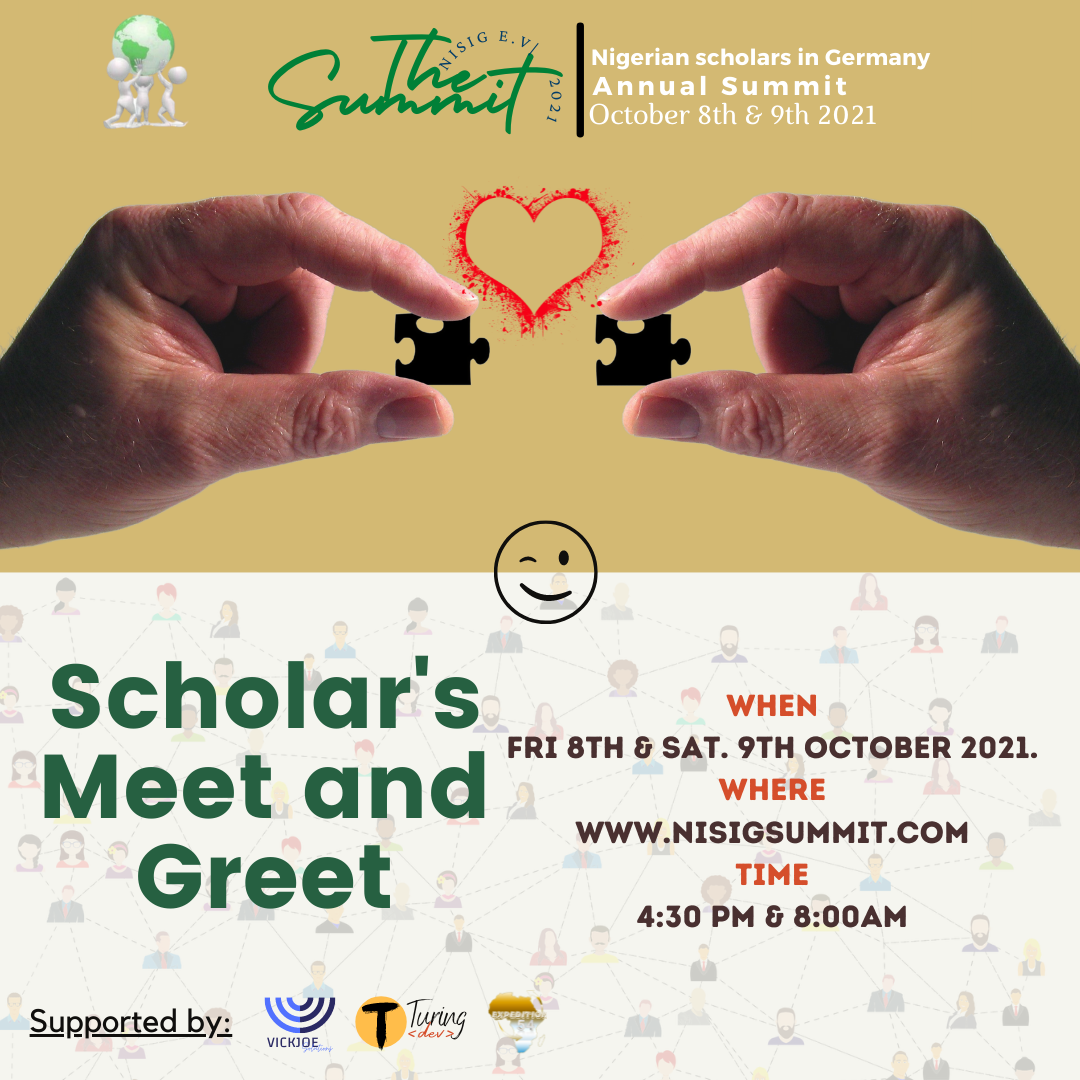 The
Summit
NISIG E.V
2021
Nigerian scholars in Germany
Annual Summit
October 8th & 9th 2021
Scholar's
Meet and
Greet
WHEN
FRI 8TH & SAT. 9TH OCTOBER 2021.
WHERE
WWW.NISIGSUMMIT.COM
TIME
4:30 PM & 8:00AM
Supported by:
VICKJOE
Solutions
T Turing
<dev>